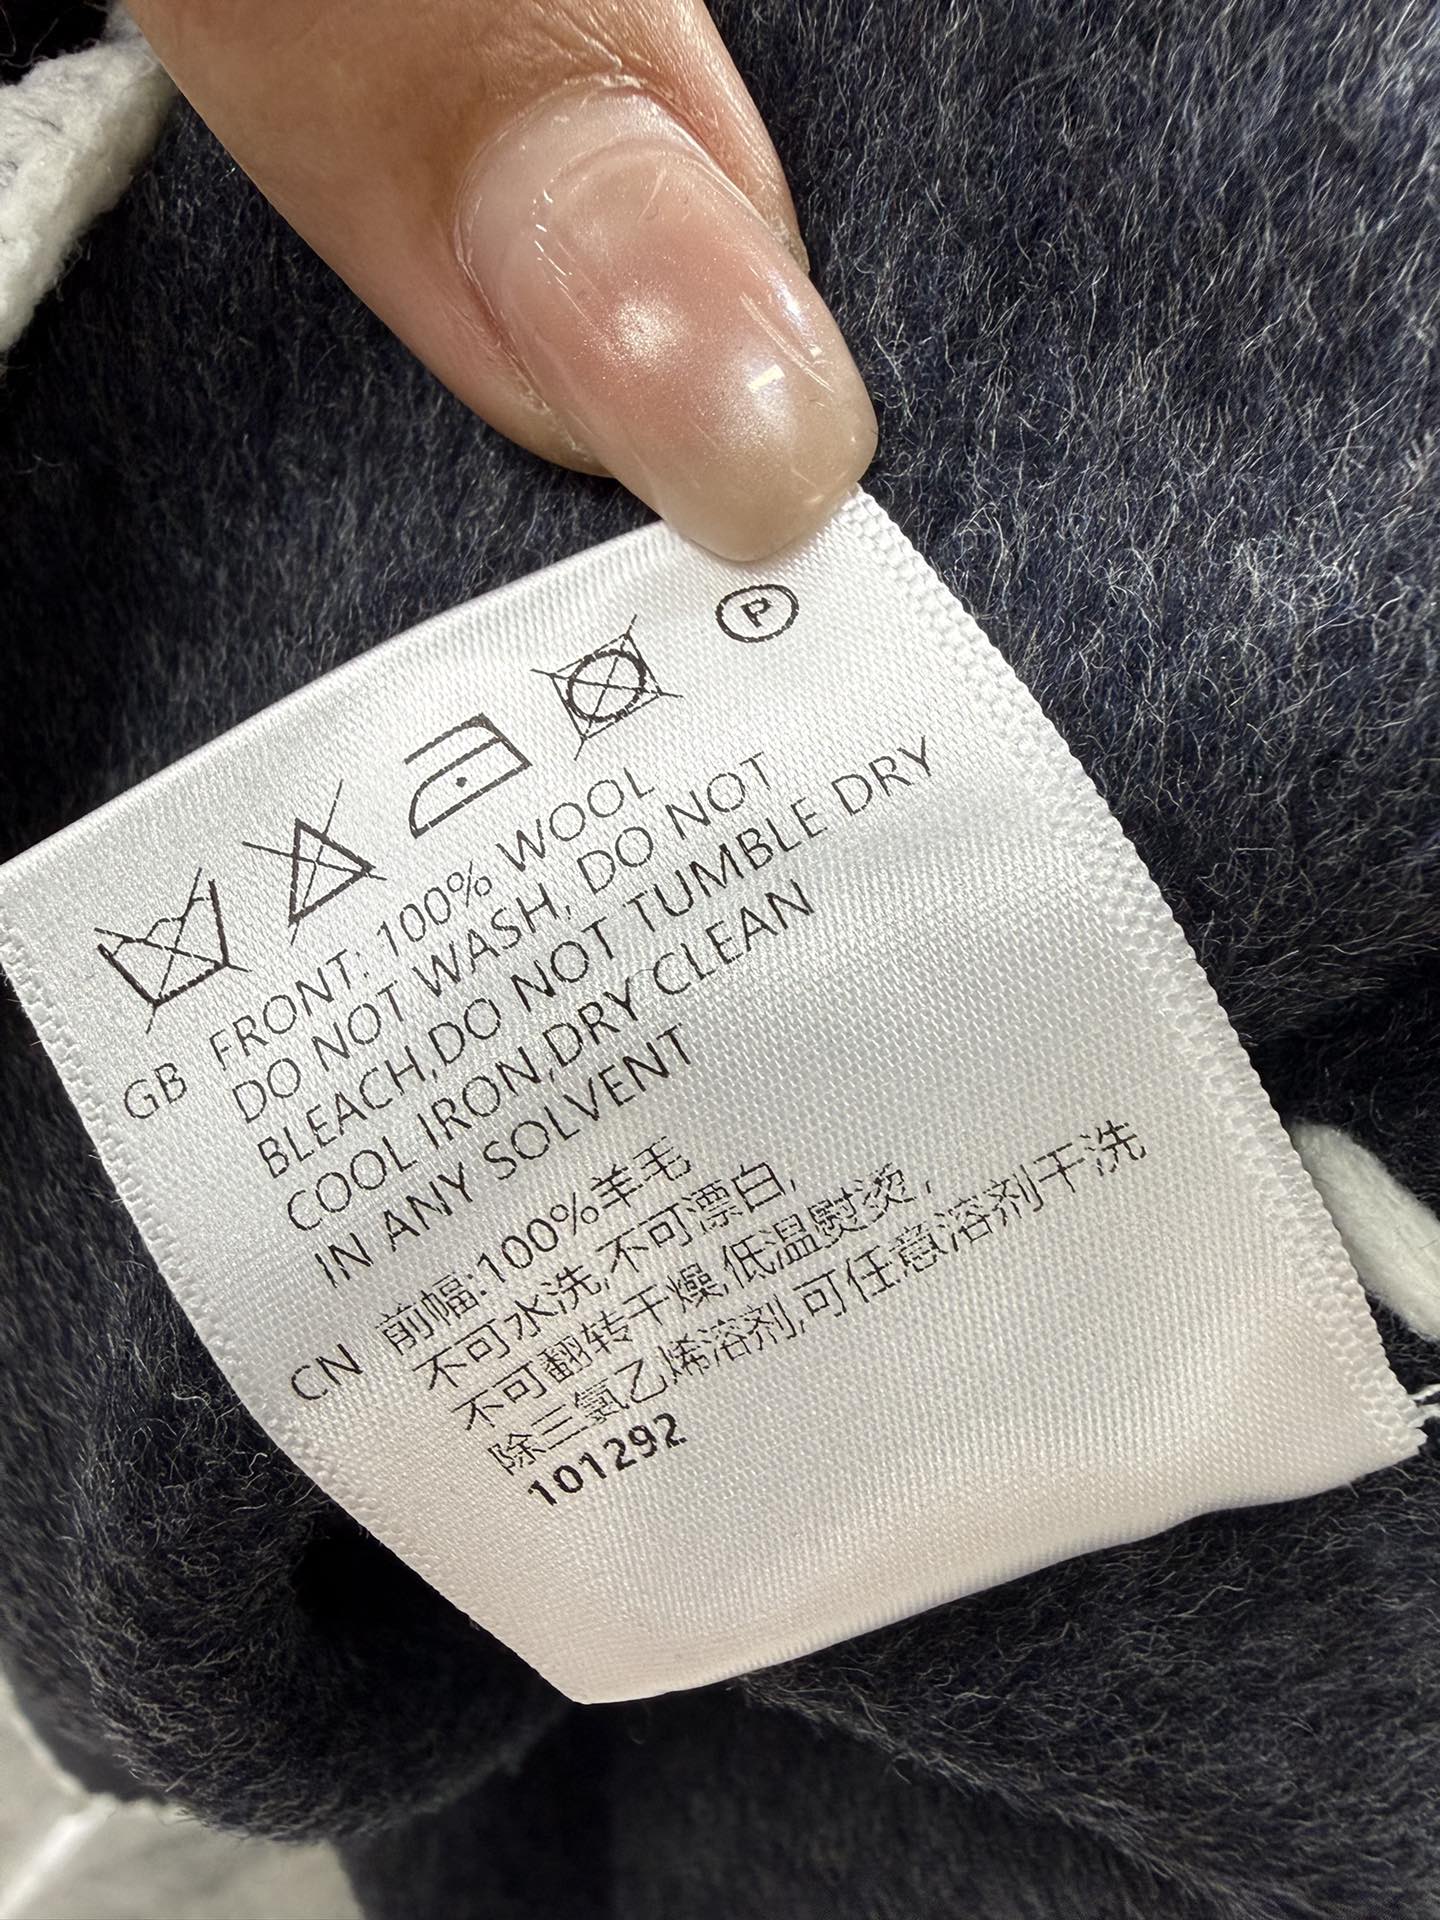 P
GB FRONT: 100% WOOL
DO NOT WASH, DO NOT
BLEACH,DO NOT TUMBLE DRY
COOL IRON,DRY CLEAN
IN ANY SOLVENT
CN 前幅:100%羊毛
不可水洗,不可漂白,
不可翻转干燥,低温熨烫,
除三氯乙烯溶剂,可任意溶剂干洗
101292